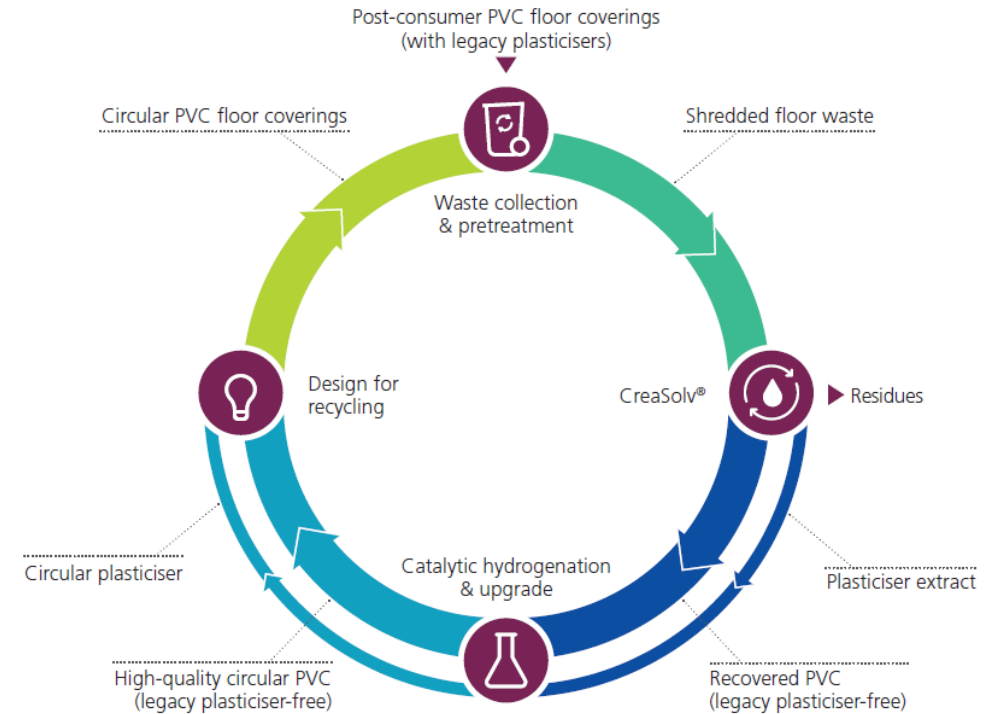 Post-consumer PVC floor coverings
(with legacy plasticisers)
Circular PVC floor coverings
Shredded floor waste
Waste collection
& pretreatment
Design for
recycling
CreaSolv®
Residues
Catalytic hydrogenation
& upgrade
Circular plasticiser
Plasticiser extract
High-quality circular PVC
(legacy plasticiser-free)
Recovered PVC
(legacy plasticiser-free)